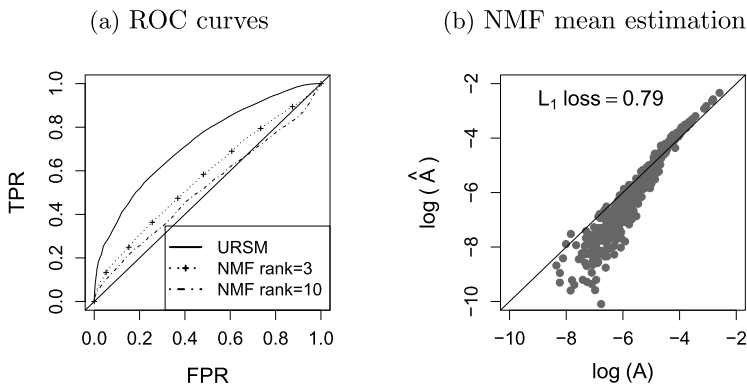 (a) ROC curves
TPR
1.0
0.8
0.6
0.4
0.2
0.0
URSM
NMF rank=3
NMF rank=10
0.0 0.2 0.4 0.6 0.8 1.0
FPR
(b) NMF mean estimation
log (Â)
−2
−4
−6
−8
−10
L₁ loss = 0.79
−10 −8 −6 −4 −2
log (A)